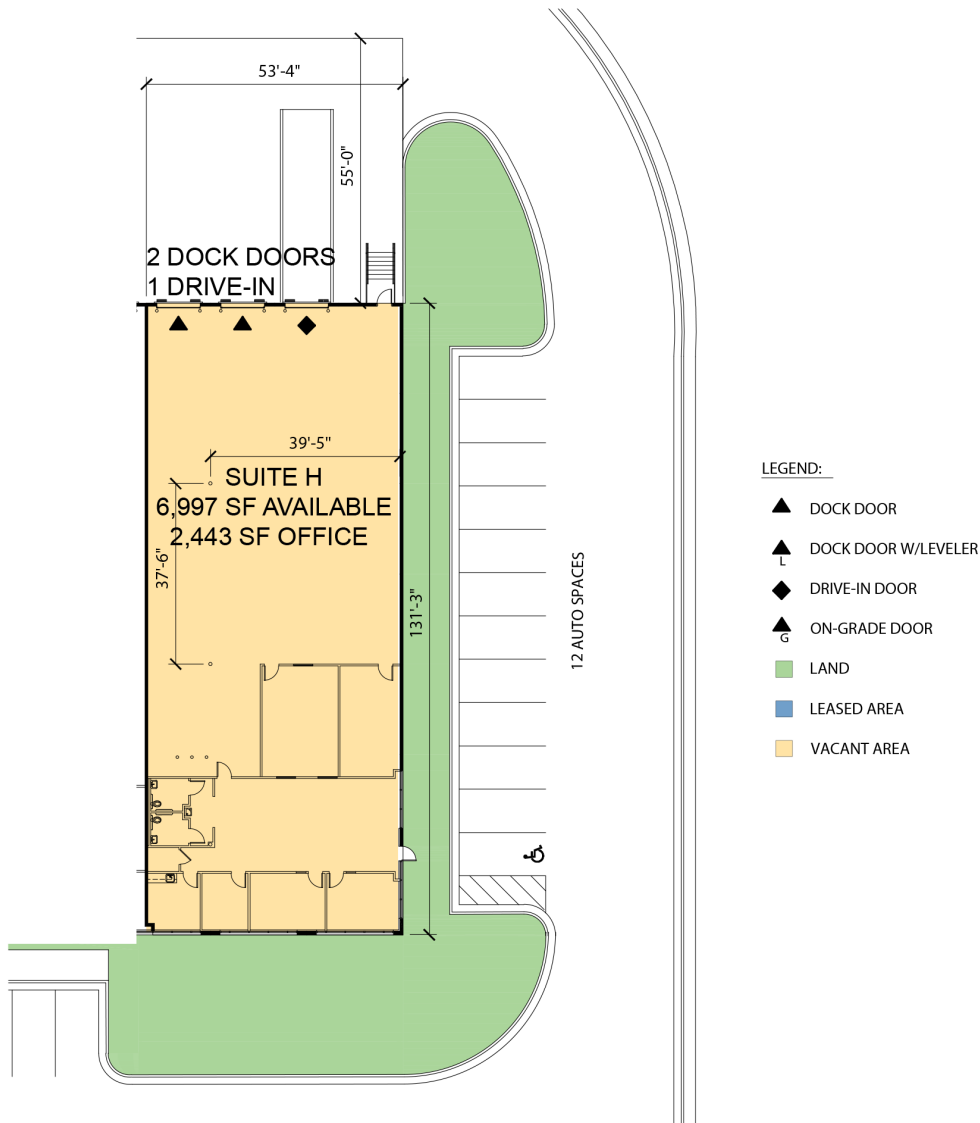 53'-4"
55'-0"
2 DOCK DOORS
1 DRIVE-IN
39'-5"
SUITE H
6,997 SF AVAILABLE
2,443 SF OFFICE
37'-6"
131'-3"
12 AUTO SPACES
LEGEND:
DOCK DOOR
L
DOCK DOOR W/LEVELER
DRIVE-IN DOOR
G
ON-GRADE DOOR
LAND
LEASED AREA
VACANT AREA